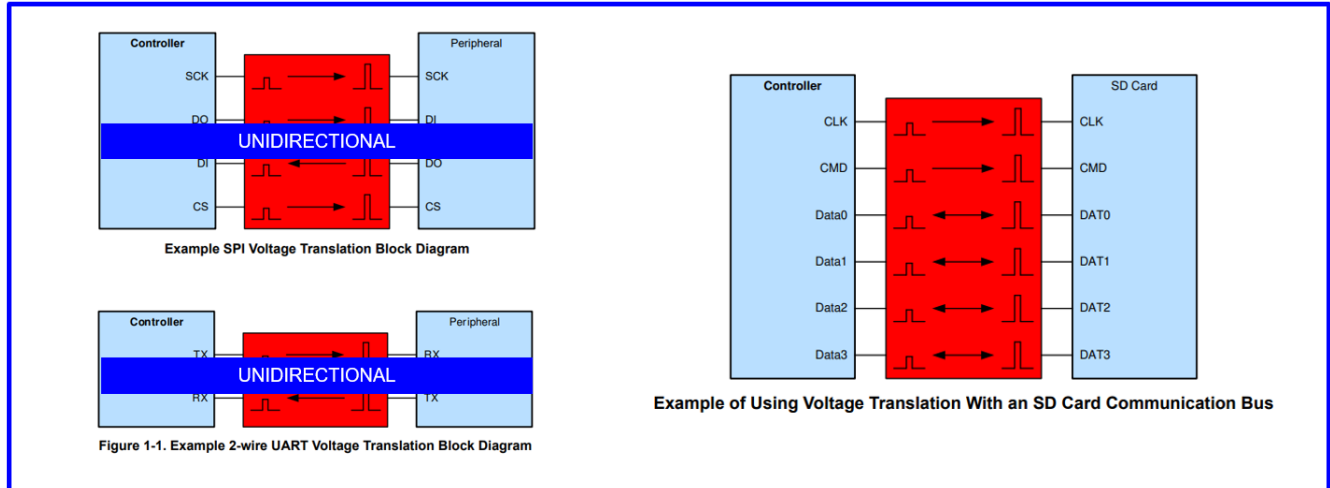 Controller
Peripheral
SCK
SCK
DO
DI
UNIDIRECTIONAL
DI
DO
CS
CS
Example SPI Voltage Translation Block Diagram
Controller
Peripheral
TX
RX
UNIDIRECTIONAL
RX
TX
Figure 1-1. Example 2-wire UART Voltage Translation Block Diagram
Controller
SD Card
CLK
CLK
CMD
CMD
Data0
DAT0
Data1
DAT1
Data2
DAT2
Data3
DAT3
Example of Using Voltage Translation With an SD Card Communication Bus